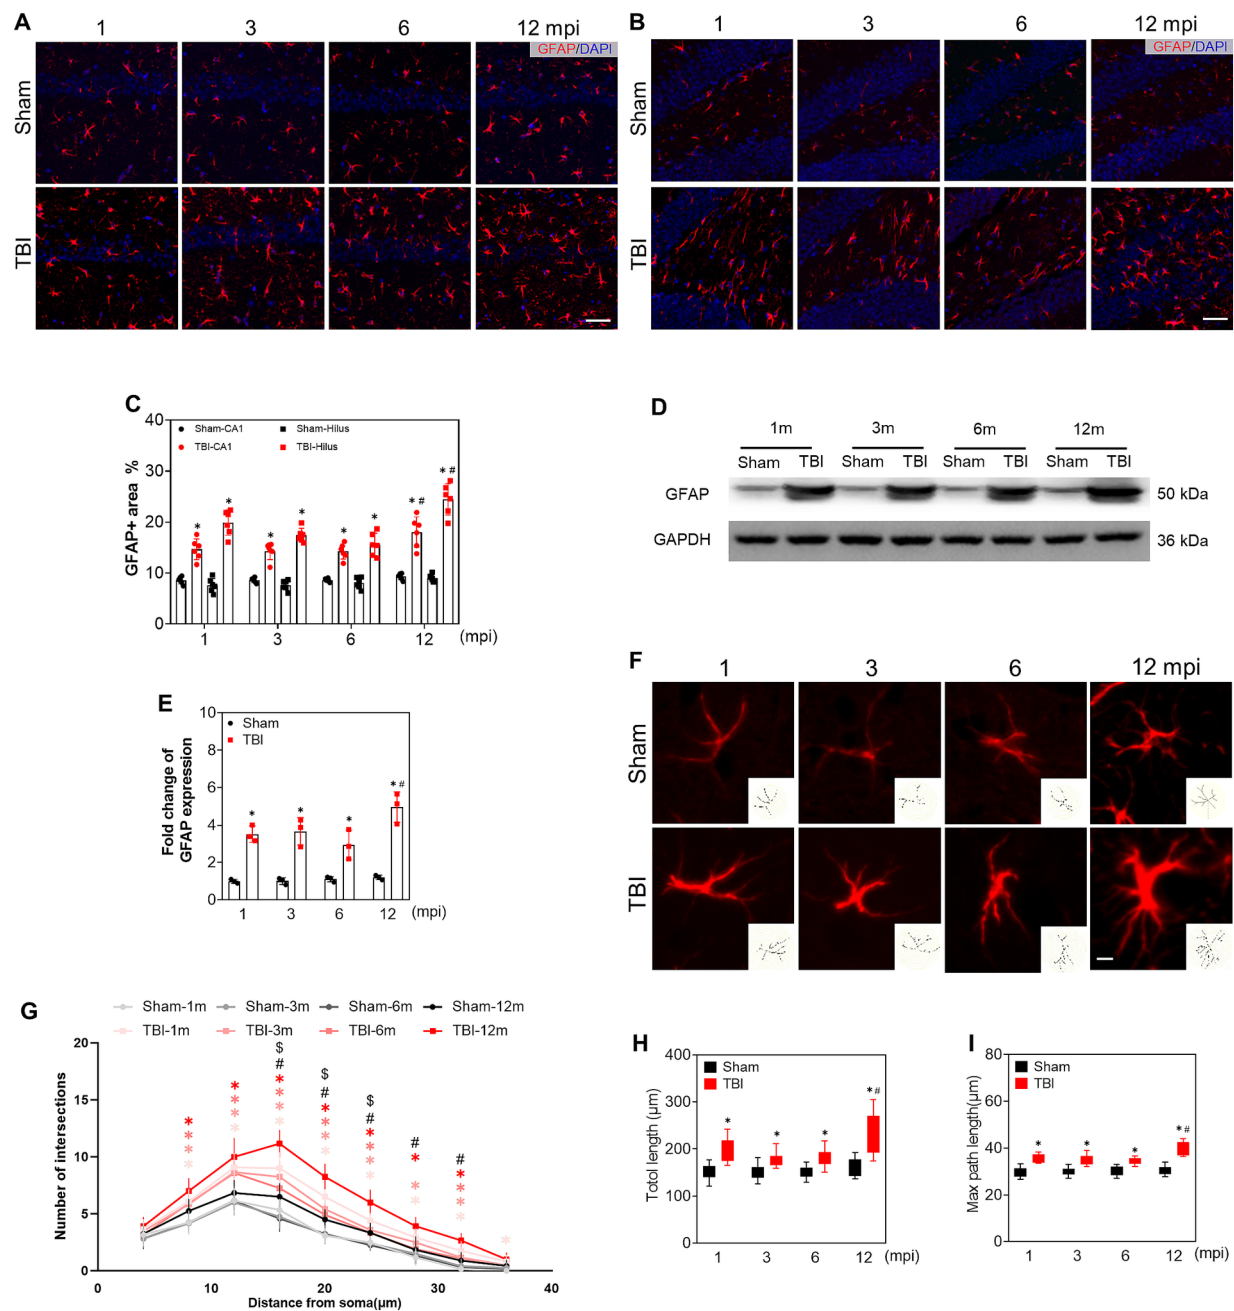 A
1 3 6 12 mpi
GFAP/DAPI
Sham
TBI
B
1 3 6 12 mpi
GFAP/DAPI
Sham
TBI
C
GFAP+ area %
Sham-CA1 Sham-Hilus
TBI-CA1 TBI-Hilus
40
30
20
10
0
* * * * * * * # * #
1 3 6 12 (mpi)
D
1m 3m 6m 12m
Sham TBI Sham TBI Sham TBI Sham TBI
GFAP 50 kDa
GAPDH 36 kDa
E
Fold change of
GFAP expression
Sham
TBI
10
8
6
4
2
0
* * * * #
1 3 6 12 (mpi)
F
1 3 6 12 mpi
Sham
TBI
G
Sham-1m Sham-3m Sham-6m Sham-12m
TBI-1m TBI-3m TBI-6m TBI-12m
Number of intersections
20
15
10
5
0
$ $ $
# # # # #
* * * * * * * * *
0 10 20 30 40
Distance from soma(µm)
H
Totol length (µm)
Sham
TBI
400
300
200
100
0
* * * * #
1 3 6 12 (mpi)
I
Max path length(µm)
Sham
TBI
80
60
40
20
0
* * * * #
1 3 6 12 (mpi)